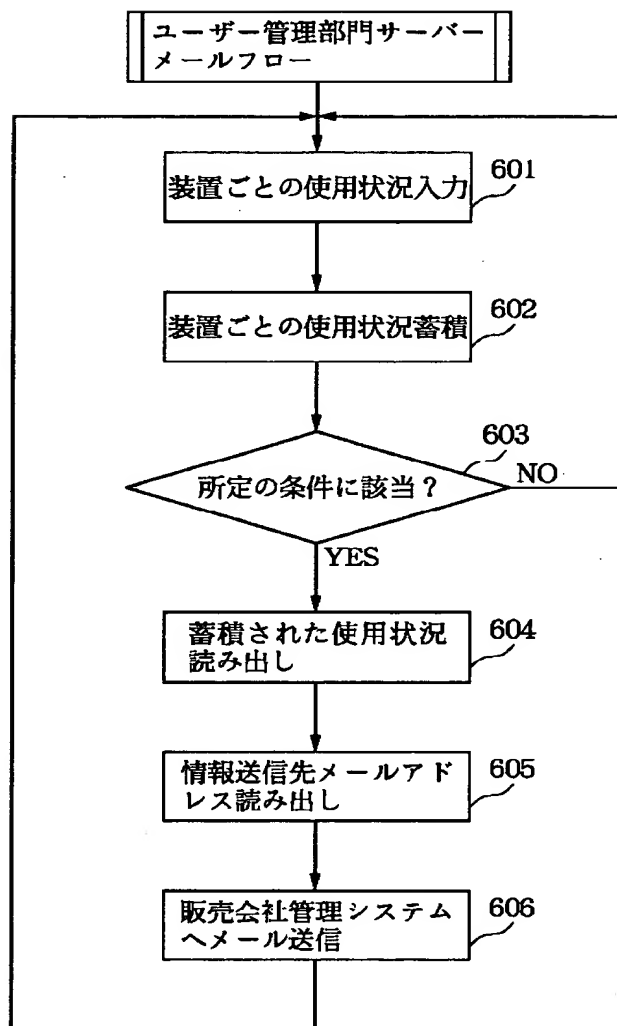 ユーザー管理部門サーバー
メールフロー
装置ごとの使用状況入力
601
装置ごとの使用状況蓄積
602
所定の条件に該当？
603
NO
YES
蓄積された使用状況
読み出し
604
情報送信先メールアド
レス読み出し
605
販売会社管理システム
へメール送信
606